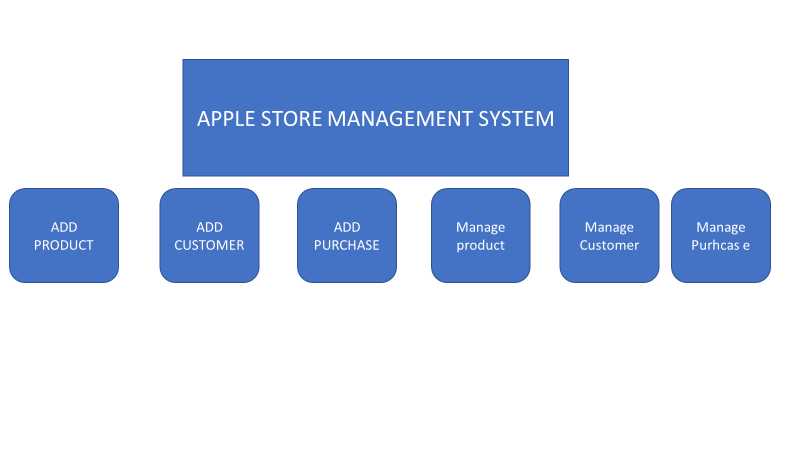 APPLE STORE MANAGEMENT SYSTEM
ADD
PRODUCT
ADD
CUSTOMER
ADD
PURCHASE
Manage
product
Manage
Customer
Manage
Purhcas e